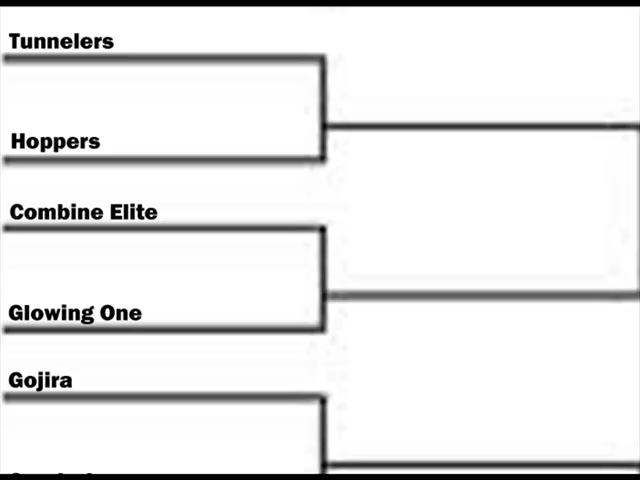 Tunnelers
Hoppers
Combine Elite
Glowing One
Gojira